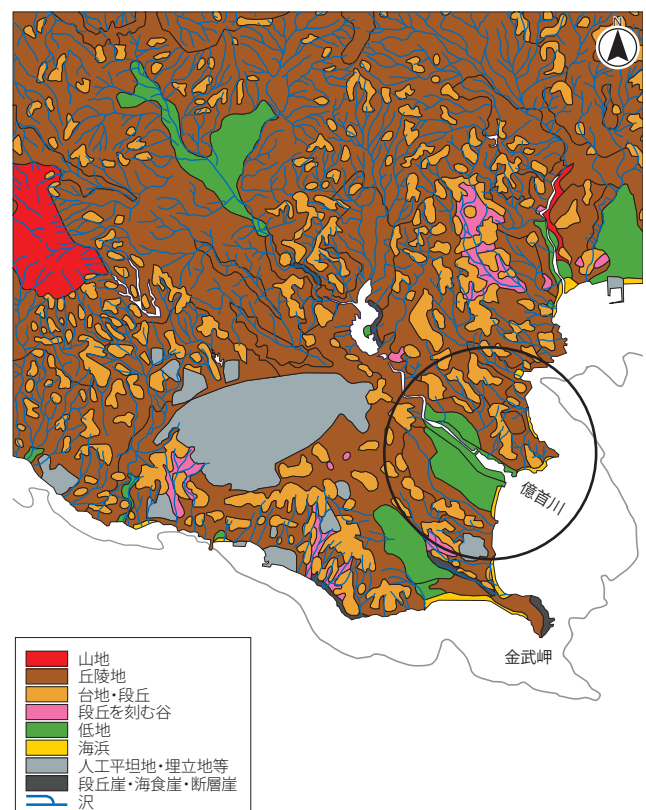 N
億首川
金武岬
山地
丘陵地
台地・段丘
段丘を刻む谷
低地
海浜
人工平坦地・埋立地等
段丘崖・海食崖・断層崖
沢